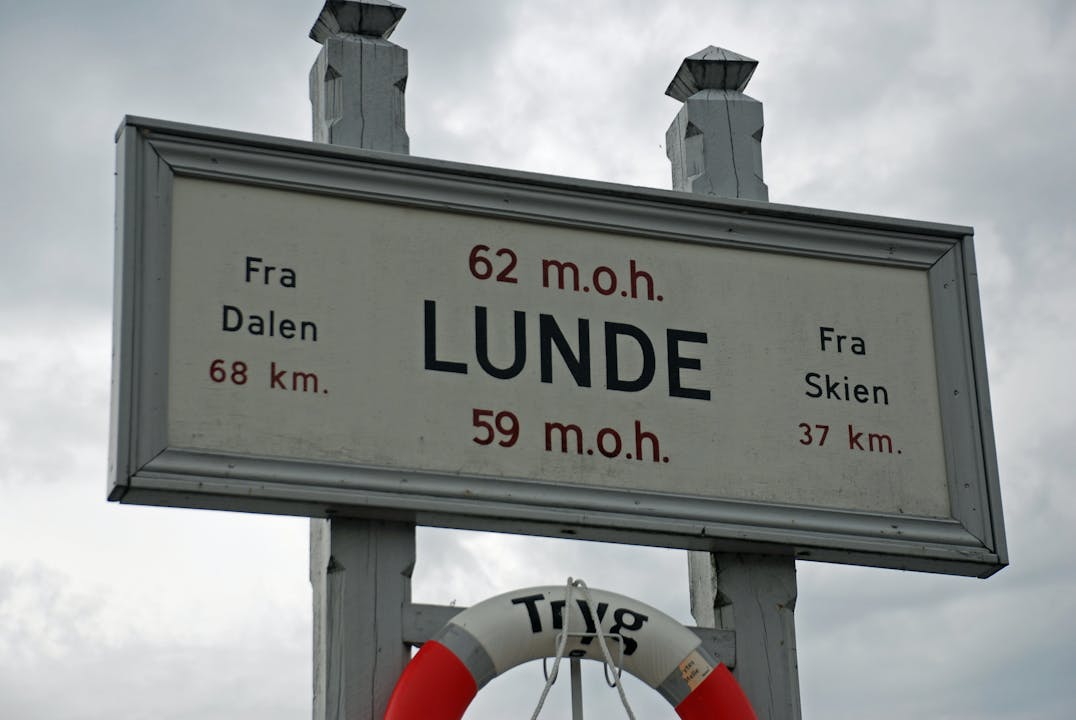 Fra
Dalen
68 km.
62 m.o.h.
LUNDE
59 m.o.h.
Fra
Skien
37 km.
Tryg